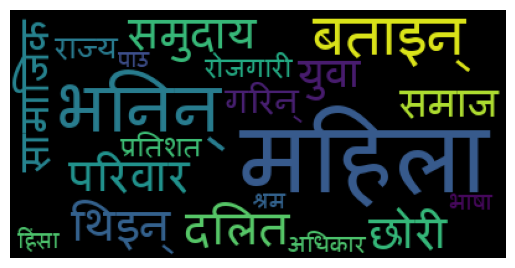 सामाजिक
राज्य
पाउ
समुदाय
रोजगारी
बताइन्
युवा
भनिन्
गरिन्
समाज
प्रतिशत
महिला
परिवार
श्रम
भाषा
थिइन्
दलित
हिंसा
अधिकार
छोरी